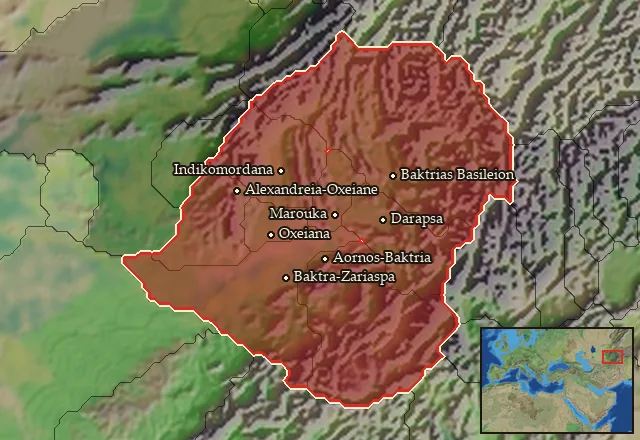 Indikomordana
Baktrias Basileion
Alexandreia-Oxeiane
Marouka
Darapsa
Oxeiana
Aornos-Baktria
Baktra-Zariaspa